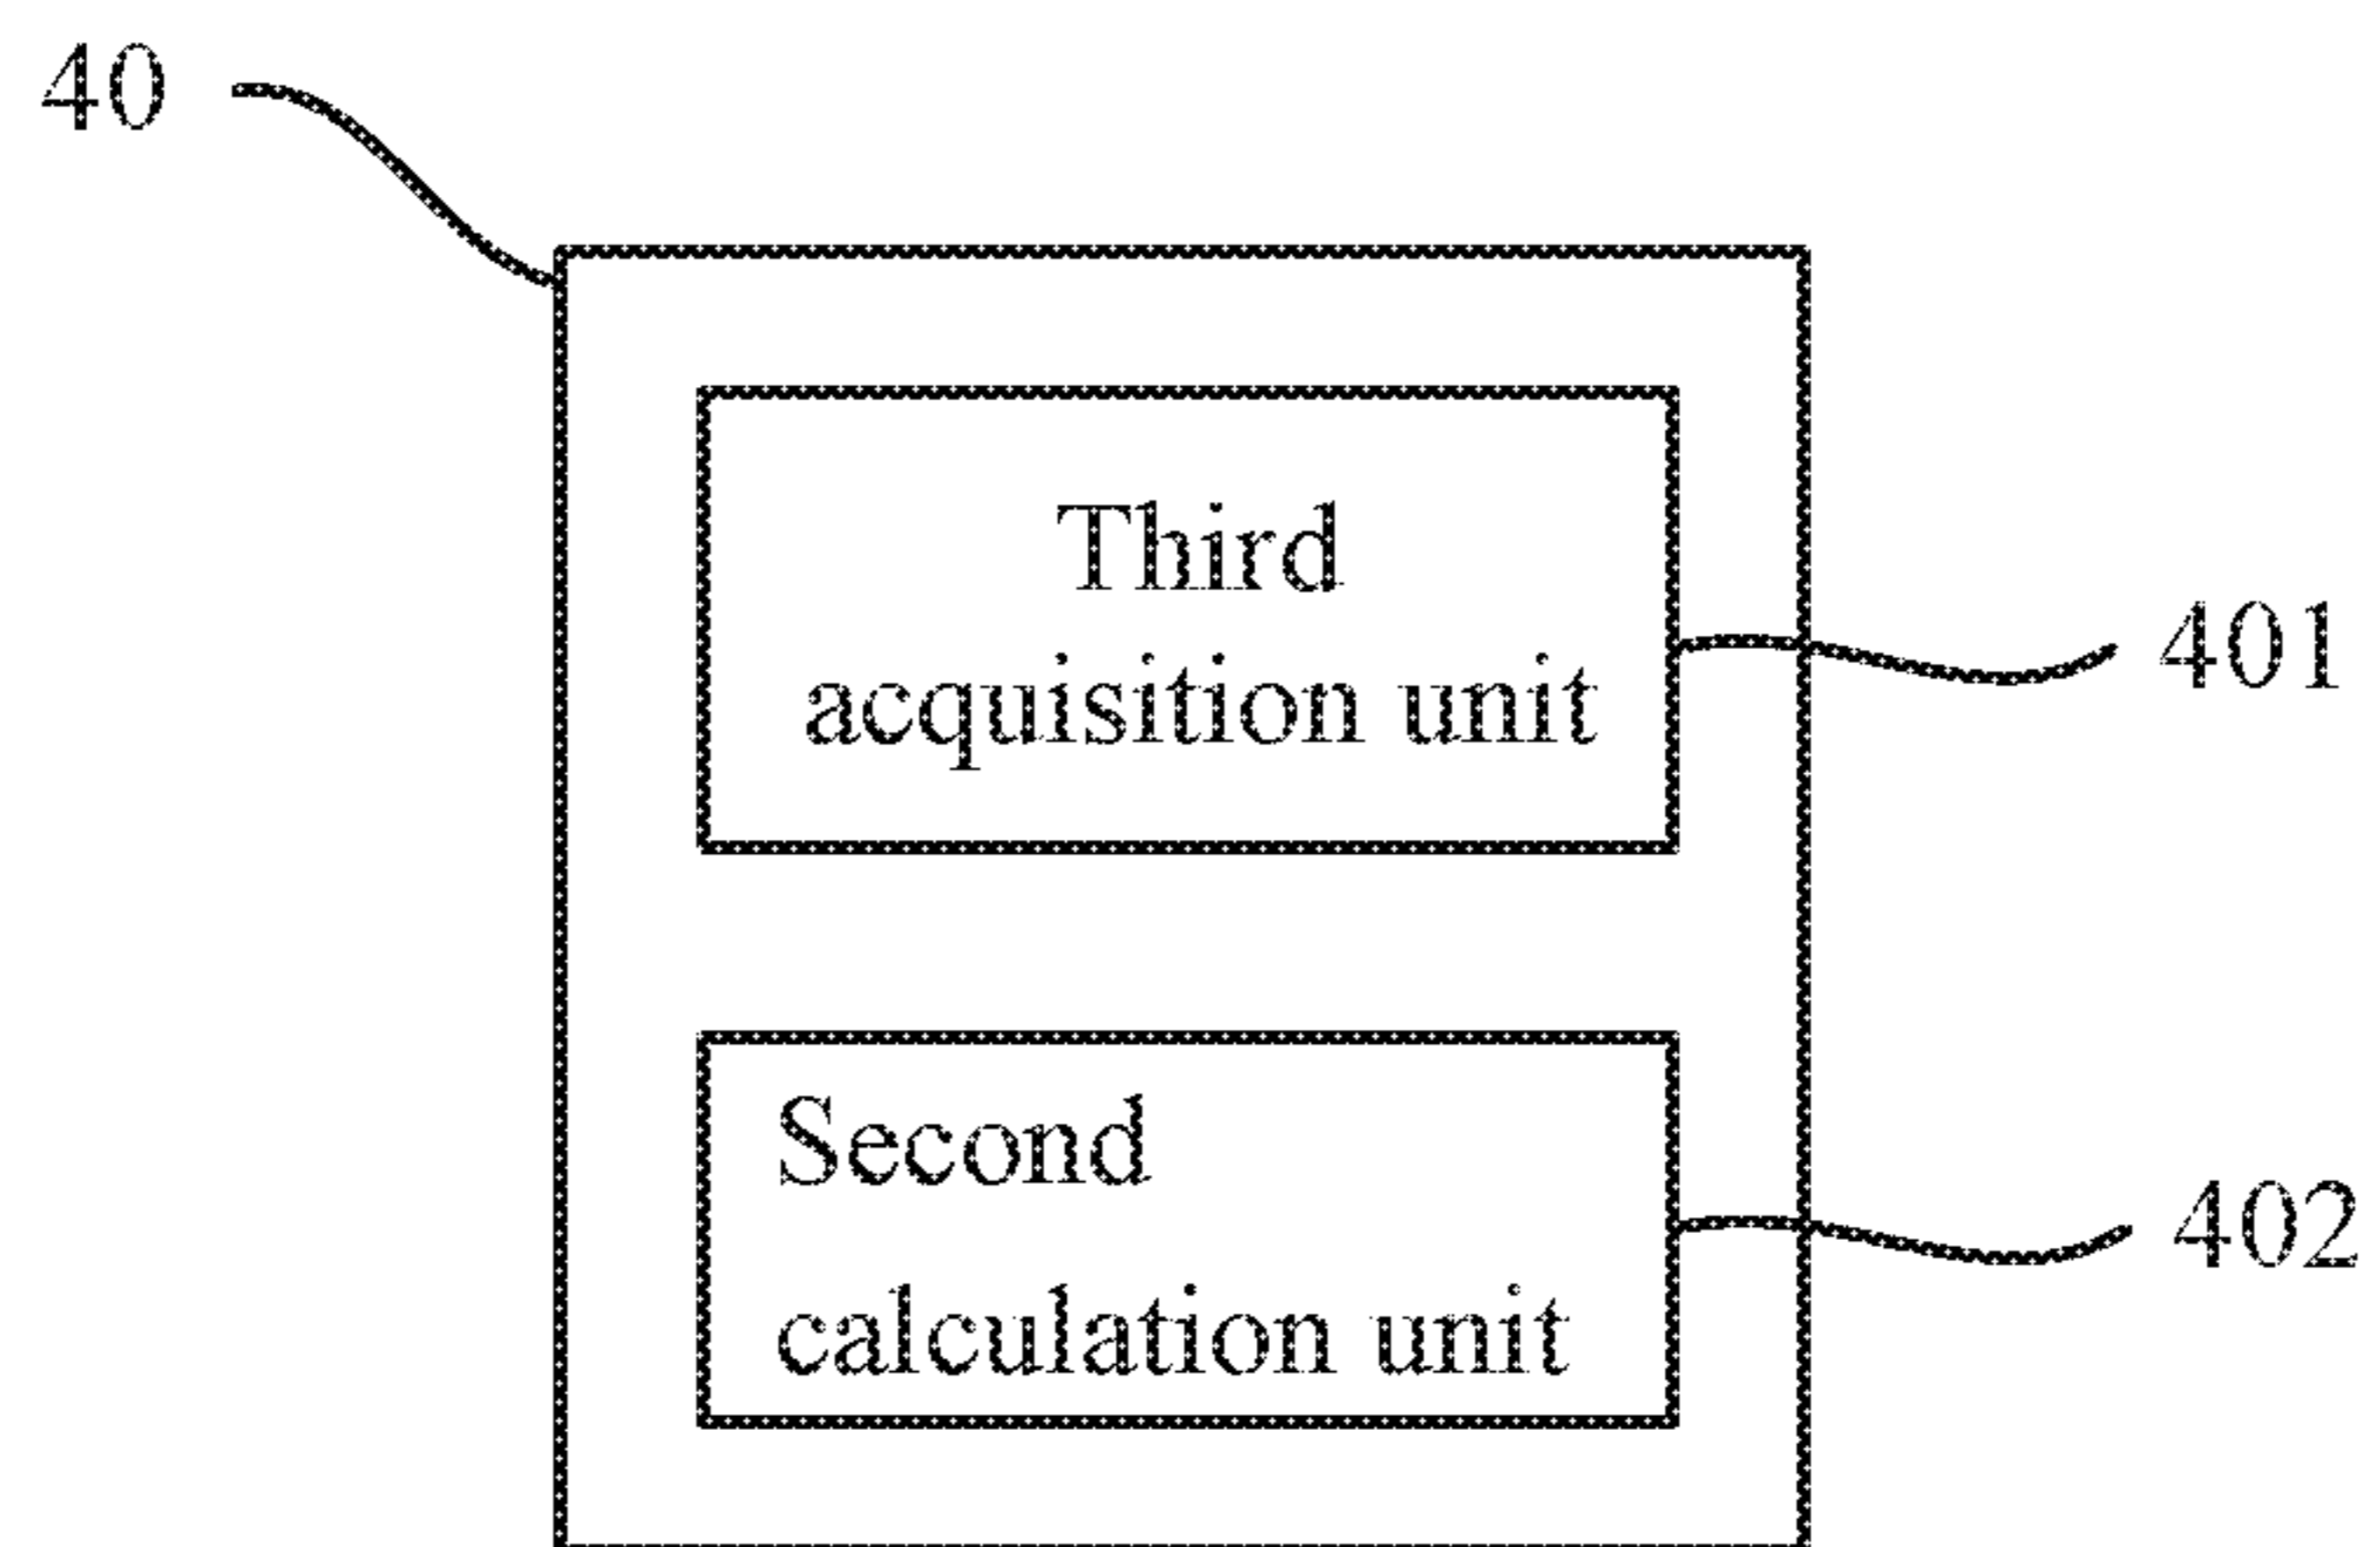 40
Third
acquisition unit
401
Second
calculation unit
402